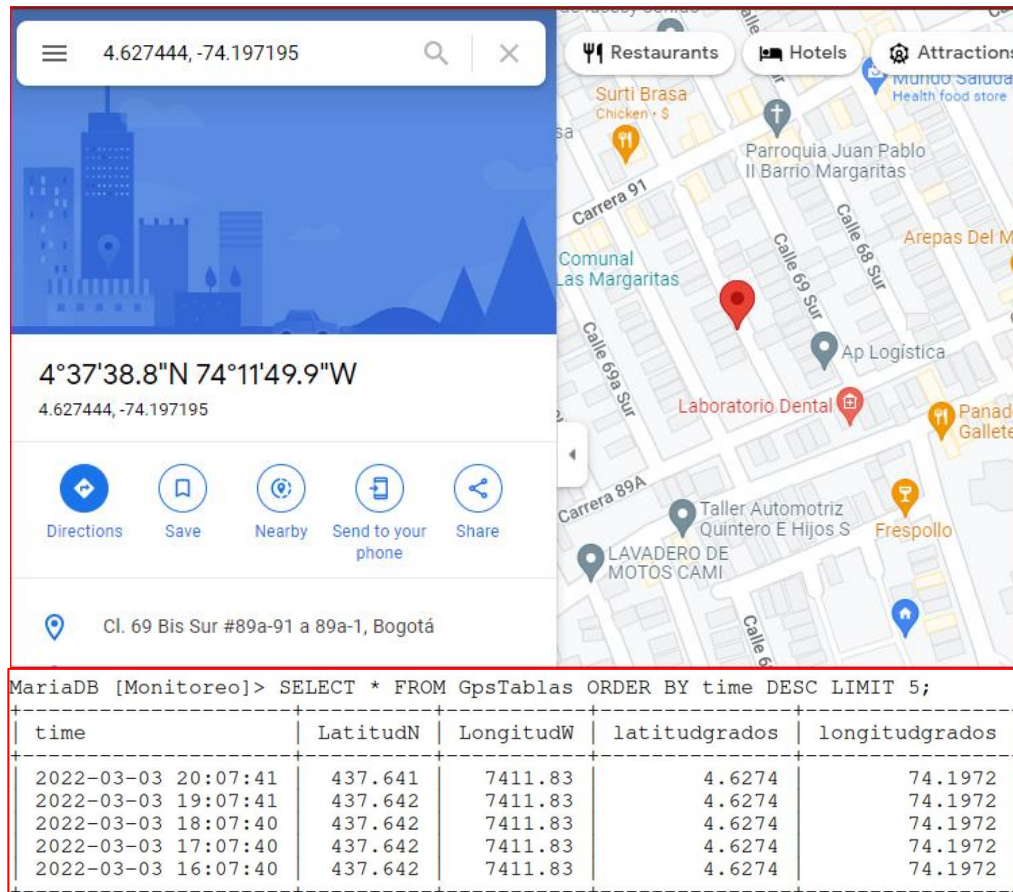 4.627444, -74.197195
Restaurants
Hotels
Attractions
Surti Brasa
Chicken • $
Health food store
Parroquia Juan Pablo
II Barrio Margaritas
Carrera 91
Calle 68 Sur
Arepas Del M
Comunal
Las Margaritas
Calle 69 Sur
Calle 69a Sur
Ap Logística
Laboratorio Dental
Panad
Gallete
Carrera 89A
Taller Automotriz
Quintero E Hijos S
Frespollo
LAVADERO DE
MOTOS CAMI
4°37'38.8"N 74°11'49.9"W
4.627444, -74.197195
Directions
Save
Nearby
Send to your
phone
Share
Cl. 69 Bis Sur #89a-91 a 89a-1, Bogotá
MariaDB [Monitoreo]> SELECT * FROM GpsTablas ORDER BY time DESC LIMIT 5;
| time | LatitudN | LongitudW | latitudgrados | longitudgrados
| 2022-03-03 20:07:41 | 437.641 | 7411.83 | 4.6274 | 74.1972
| 2022-03-03 19:07:41 | 437.642 | 7411.83 | 4.6274 | 74.1972
| 2022-03-03 18:07:40 | 437.642 | 7411.83 | 4.6274 | 74.1972
| 2022-03-03 17:07:40 | 437.642 | 7411.83 | 4.6274 | 74.1972
| 2022-03-03 16:07:40 | 437.642 | 7411.83 | 4.6274 | 74.1972